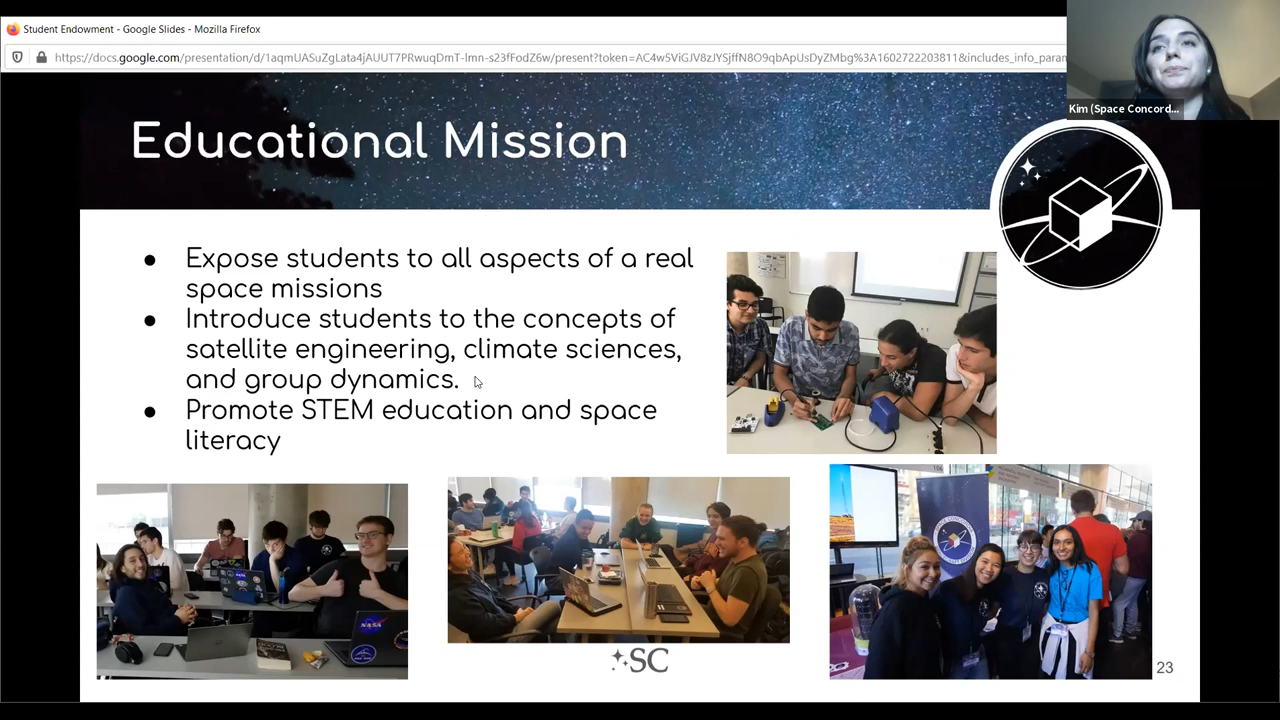 Student Endowment - Google Slides - Mozilla Firefox
https://docs.google.com/presentation/d/1aqmUASuZgLata4jAUUT7PRwuqDmT-lmn-s23fFodZ6w/present?token=AC4w5ViGJV8zJYSjffN8O9qbApUsDyZMbg%3A1602722203811&includes_info_param
Kim (Space Concord...
Educational Mission
● Expose students to all aspects of a real
space missions
● Introduce students to the concepts of
satellite engineering, climate sciences,
and group dynamics.
● Promote STEM education and space
literacy
NASA
NASA
SC
23